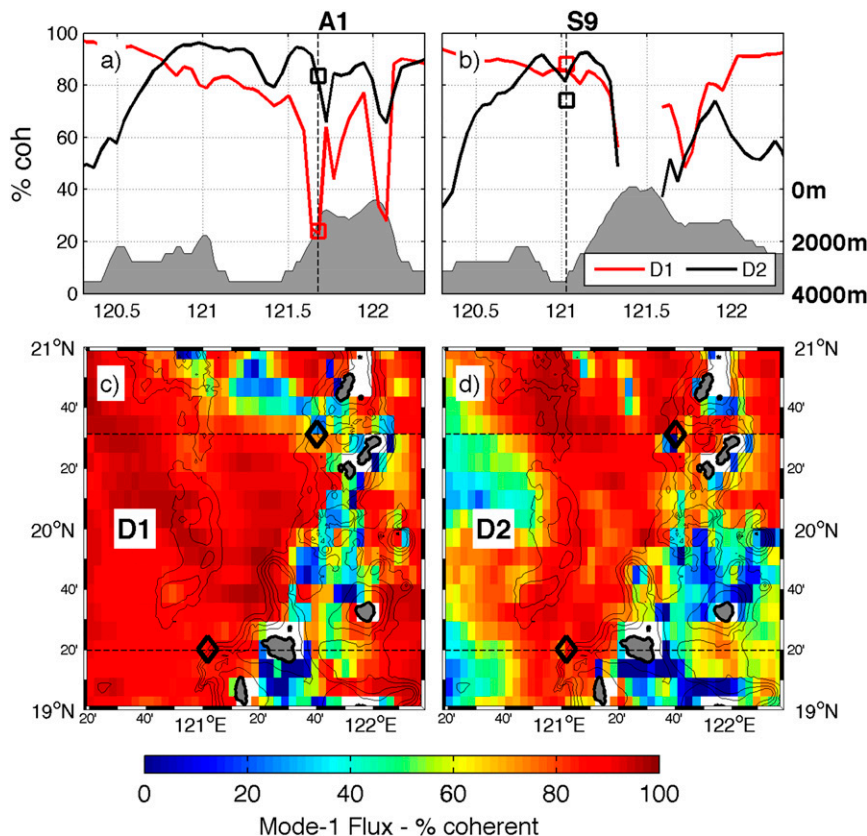 A1
S9
a)
b)
% coh
100
80
60
40
20
0
0m
2000m
4000m
D1
D2
120.5
121
121.5
122
120.5
121
121.5
122
c)
d)
21°N
40'
20'
20°N
40'
20'
19°N
D1
D2
21°N
40'
20'
20°N
40'
20'
19°N
20'
40'
121°E
20'
40'
122°E
20'
40'
121°E
20'
40'
122°E
0
20
40
60
80
100
Mode-1 Flux - % coherent